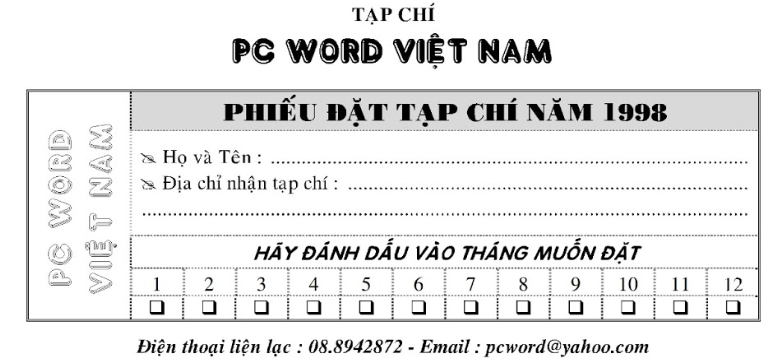 TẠP CHÍ
PC WORD VIỆT NAM
PC WORD
VIỆT NAM
PHIẾU ĐẶT TẠP CHÍ NĂM 1998
Họ và Tên : ................................................................................
Địa chỉ nhận tạp chí : ...................................................................
.....................................................................................................
HÃY ĐÁNH DẤU VÀO THÁNG MUỐN ĐẶT
1 2 3 4 5 6 7 8 9 10 11 12
❑ ❑ ❑ ❑ ❑ ❑ ❑ ❑ ❑ ❑ ❑ ❑
Điện thoại liện lạc : 08.8942872 - Email : pcword@yahoo.com